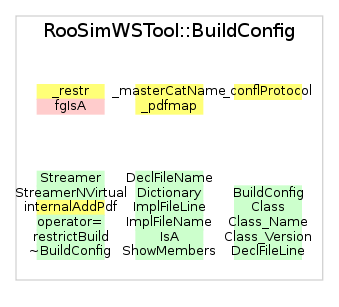 RooSimWSTool::BuildConfig
_restr
fgIsA
_masterCatName
_pdfmap
_conflProtocol
Streamer
StreamerNVirtual
internalAddPdf
operator=
restrictBuild
~BuildConfig
DeclFileName
Dictionary
ImplFileLine
ImplFileName
IsA
ShowMembers
BuildConfig
Class
Class_Name
Class_Version
DeclFileLine